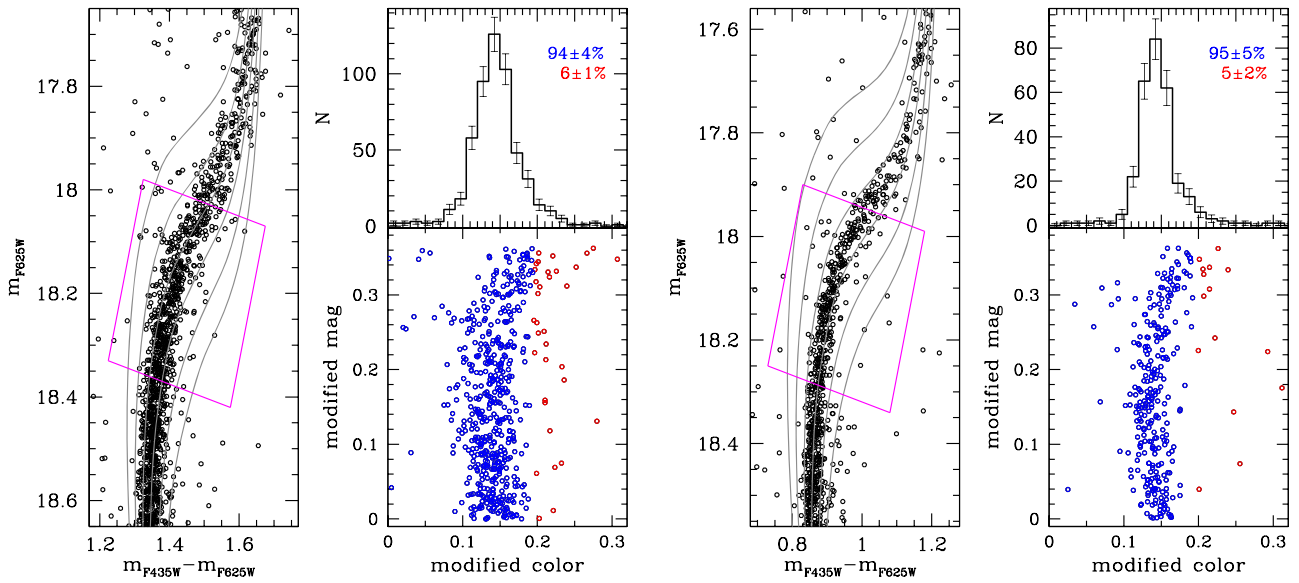 17.8
18
18.2
18.4
18.6
m_F625W
1.2 1.4 1.6
m_F435W−m_F625W
100
50
0
N
94±4%
6±1%
0.3
0.2
0.1
0
modified mag
0 0.1 0.2 0.3
modified color
17.6
17.8
18
18.2
18.4
m_F625W
0.8 1 1.2
m_F435W−m_F625W
80
60
40
20
0
N
95±5%
5±2%
0.3
0.2
0.1
0
modified mag
0 0.1 0.2 0.3
modified color